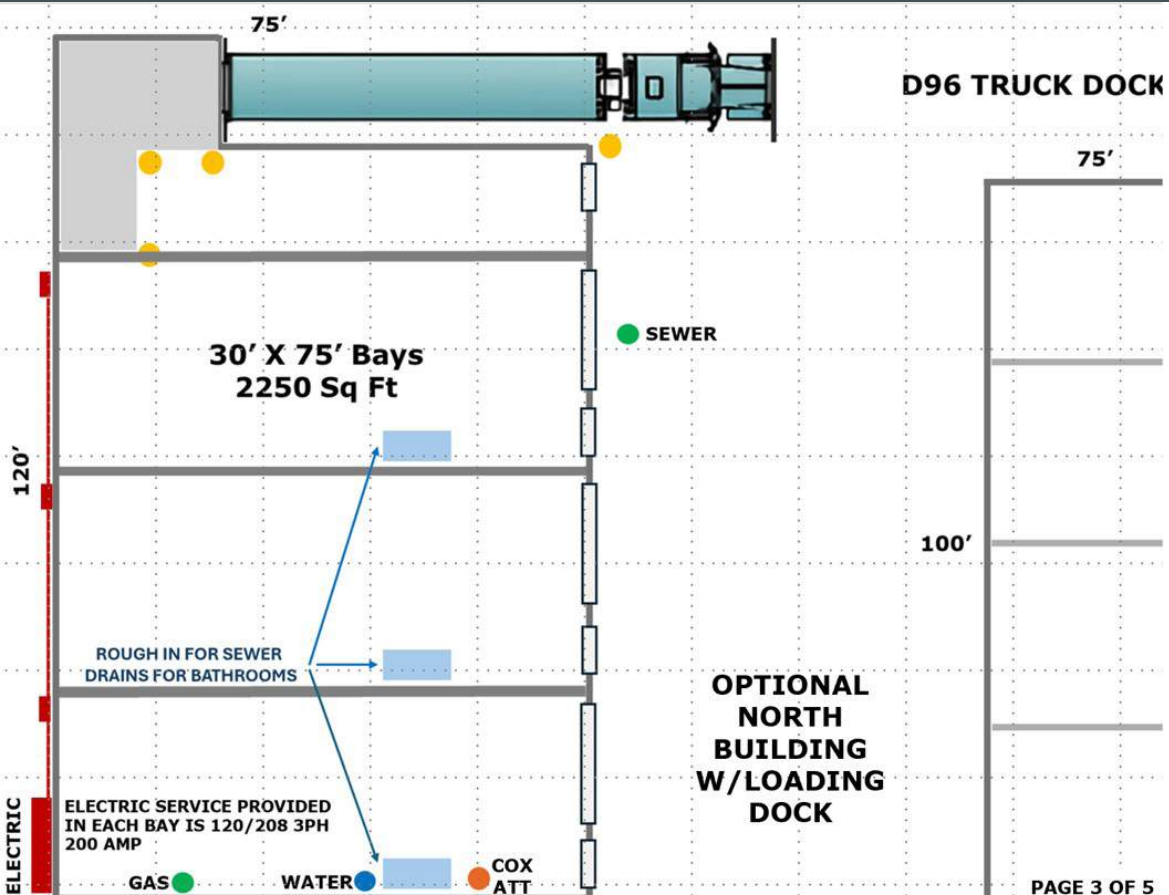 75’
D96 TRUCK DOCK
75’
SEWER
30’ X 75’ Bays
2250 Sq Ft
120’
100’
ROUGH IN FOR SEWER
DRAINS FOR BATHROOMS
OPTIONAL
NORTH
BUILDING
W/LOADING
DOCK
ELECTRIC
ELECTRIC SERVICE PROVIDED
IN EACH BAY IS 120/208 3PH
200 AMP
GAS
WATER
COX
ATT
PAGE 3 OF 5